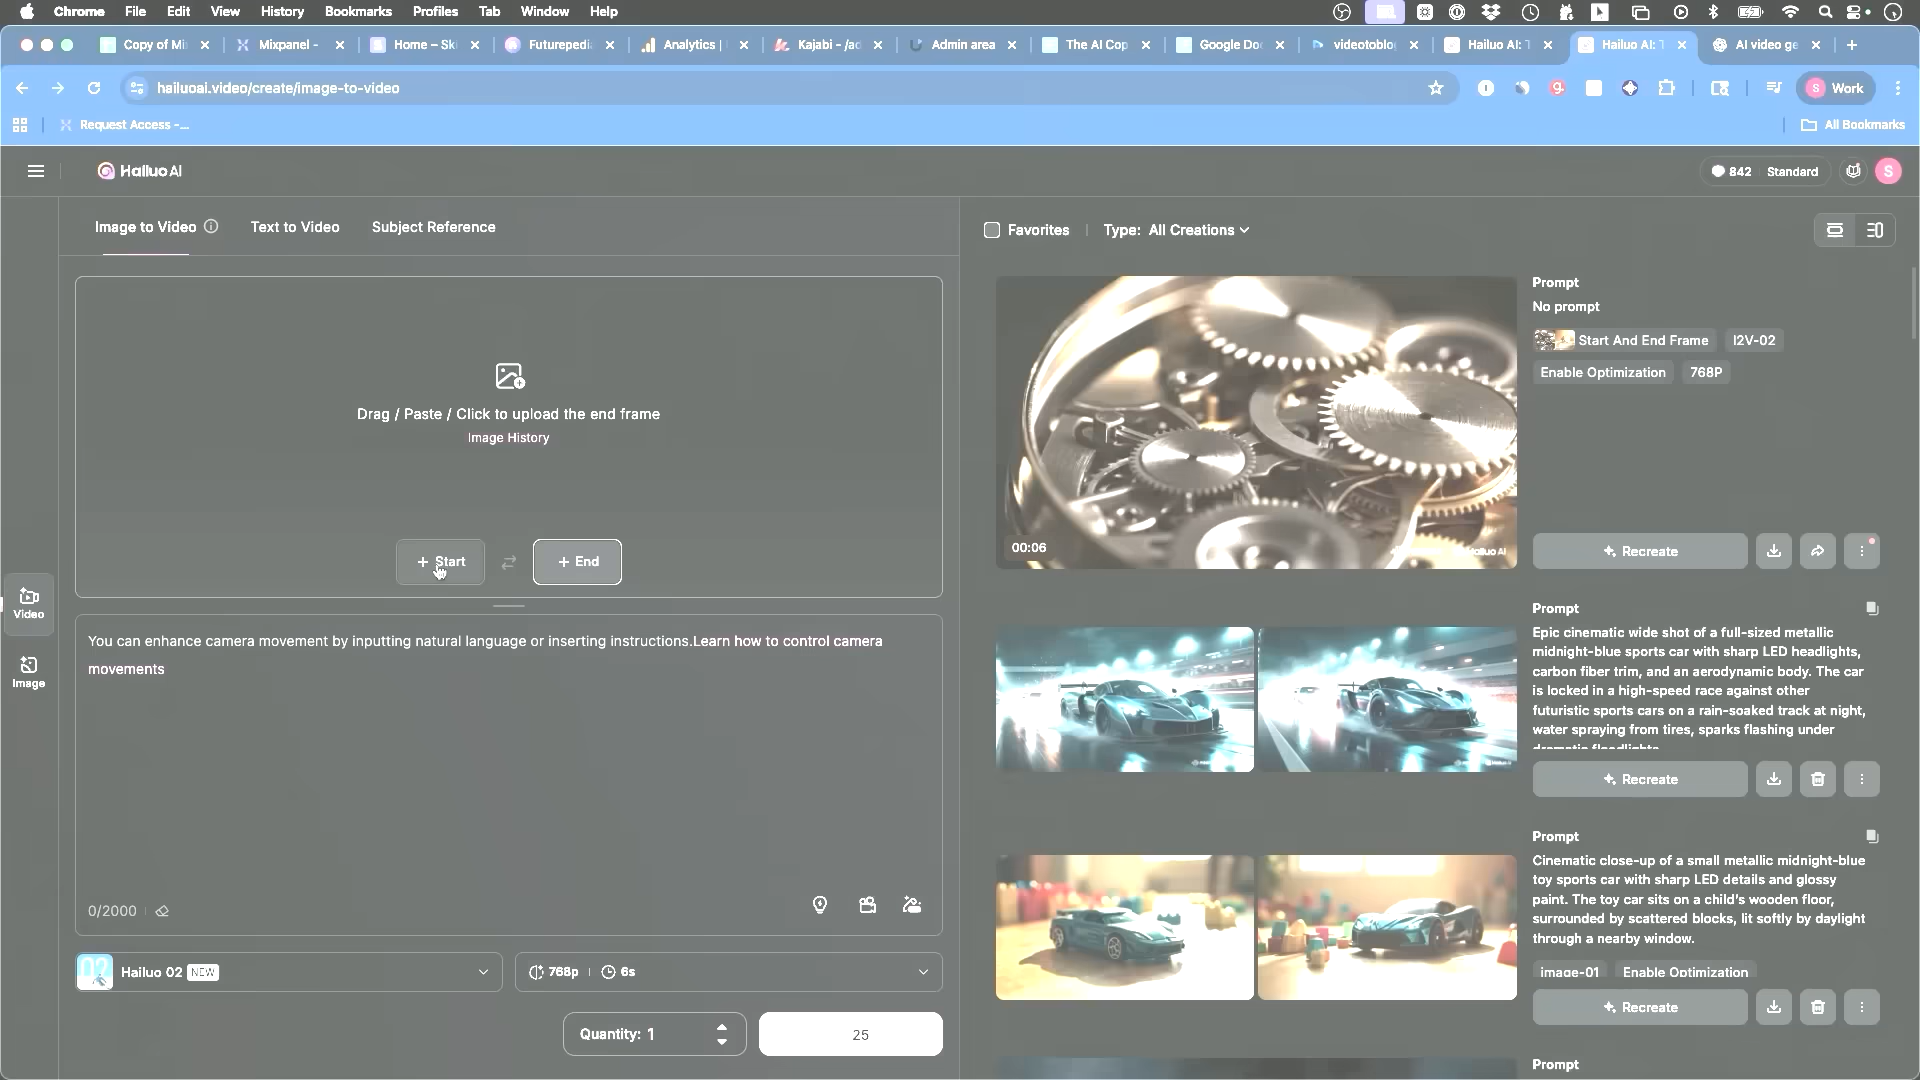 Chrome File Edit View History Bookmarks Profiles Tab Window Help
Copy of Mi
Mixpanel -
Home – Sk
Futurepedi
Analytics |
Kajabi - /ad
Admin area
The AI Cop
Google Doc
videotoblo
Hailuo AI: T
Hailuo AI: T
AI video ge
hailuoai.video/create/image-to-video
S Work
Request Access -...
All Bookmarks
Hailuo AI
842 Standard
S
Image to Video
Text to Video
Subject Reference
Favorites
Type: All Creations
Drag / Paste / Click to upload the end frame
Image History
+ Start
+ End
Video
Image
You can enhance camera movement by inputting natural language or inserting instructions.Learn how to control camera
movements
0/2000
02
Hailuo 02 NEW
768p | 6s
Quantity: 1
25
00:06
Hailuo AI
Prompt
No prompt
Start And End Frame
I2V-02
Enable Optimization
768P
Recreate
Prompt
Epic cinematic wide shot of a full-sized metallic
midnight-blue sports car with sharp LED headlights,
carbon fiber trim, and an aerodynamic body. The car
is locked in a high-speed race against other
futuristic sports cars on a rain-soaked track at night,
water spraying from tires, sparks flashing under
dramatic floodlights.
Recreate
Prompt
Cinematic close-up of a small metallic midnight-blue
toy sports car with sharp LED details and glossy
paint. The toy car sits on a child's wooden floor,
surrounded by scattered blocks, lit softly by daylight
through a nearby window.
image-01
Enable Optimization
Recreate
Prompt